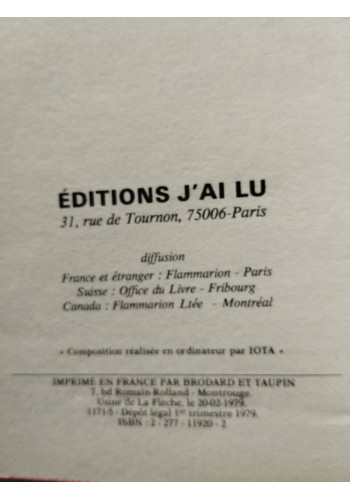 ÉDITIONS J'AI LU
31, rue de Tournon, 75006-Paris
diffusion
France et étranger : Flammarion - Paris
Suisse : Office du Livre - Fribourg
Canada : Flammarion Ltée - Montréal
« Composition réalisée en ordinateur par IOTA »
IMPRIMÉ EN FRANCE PAR BRODARD ET TAUPIN
7, bd Romain-Rolland - Montrouge.
Usine de La Flèche, le 20-02-1979.
1171-5 - Dépôt légal 1er trimestre 1979.
ISBN : 2 - 277 - 11920 - 2